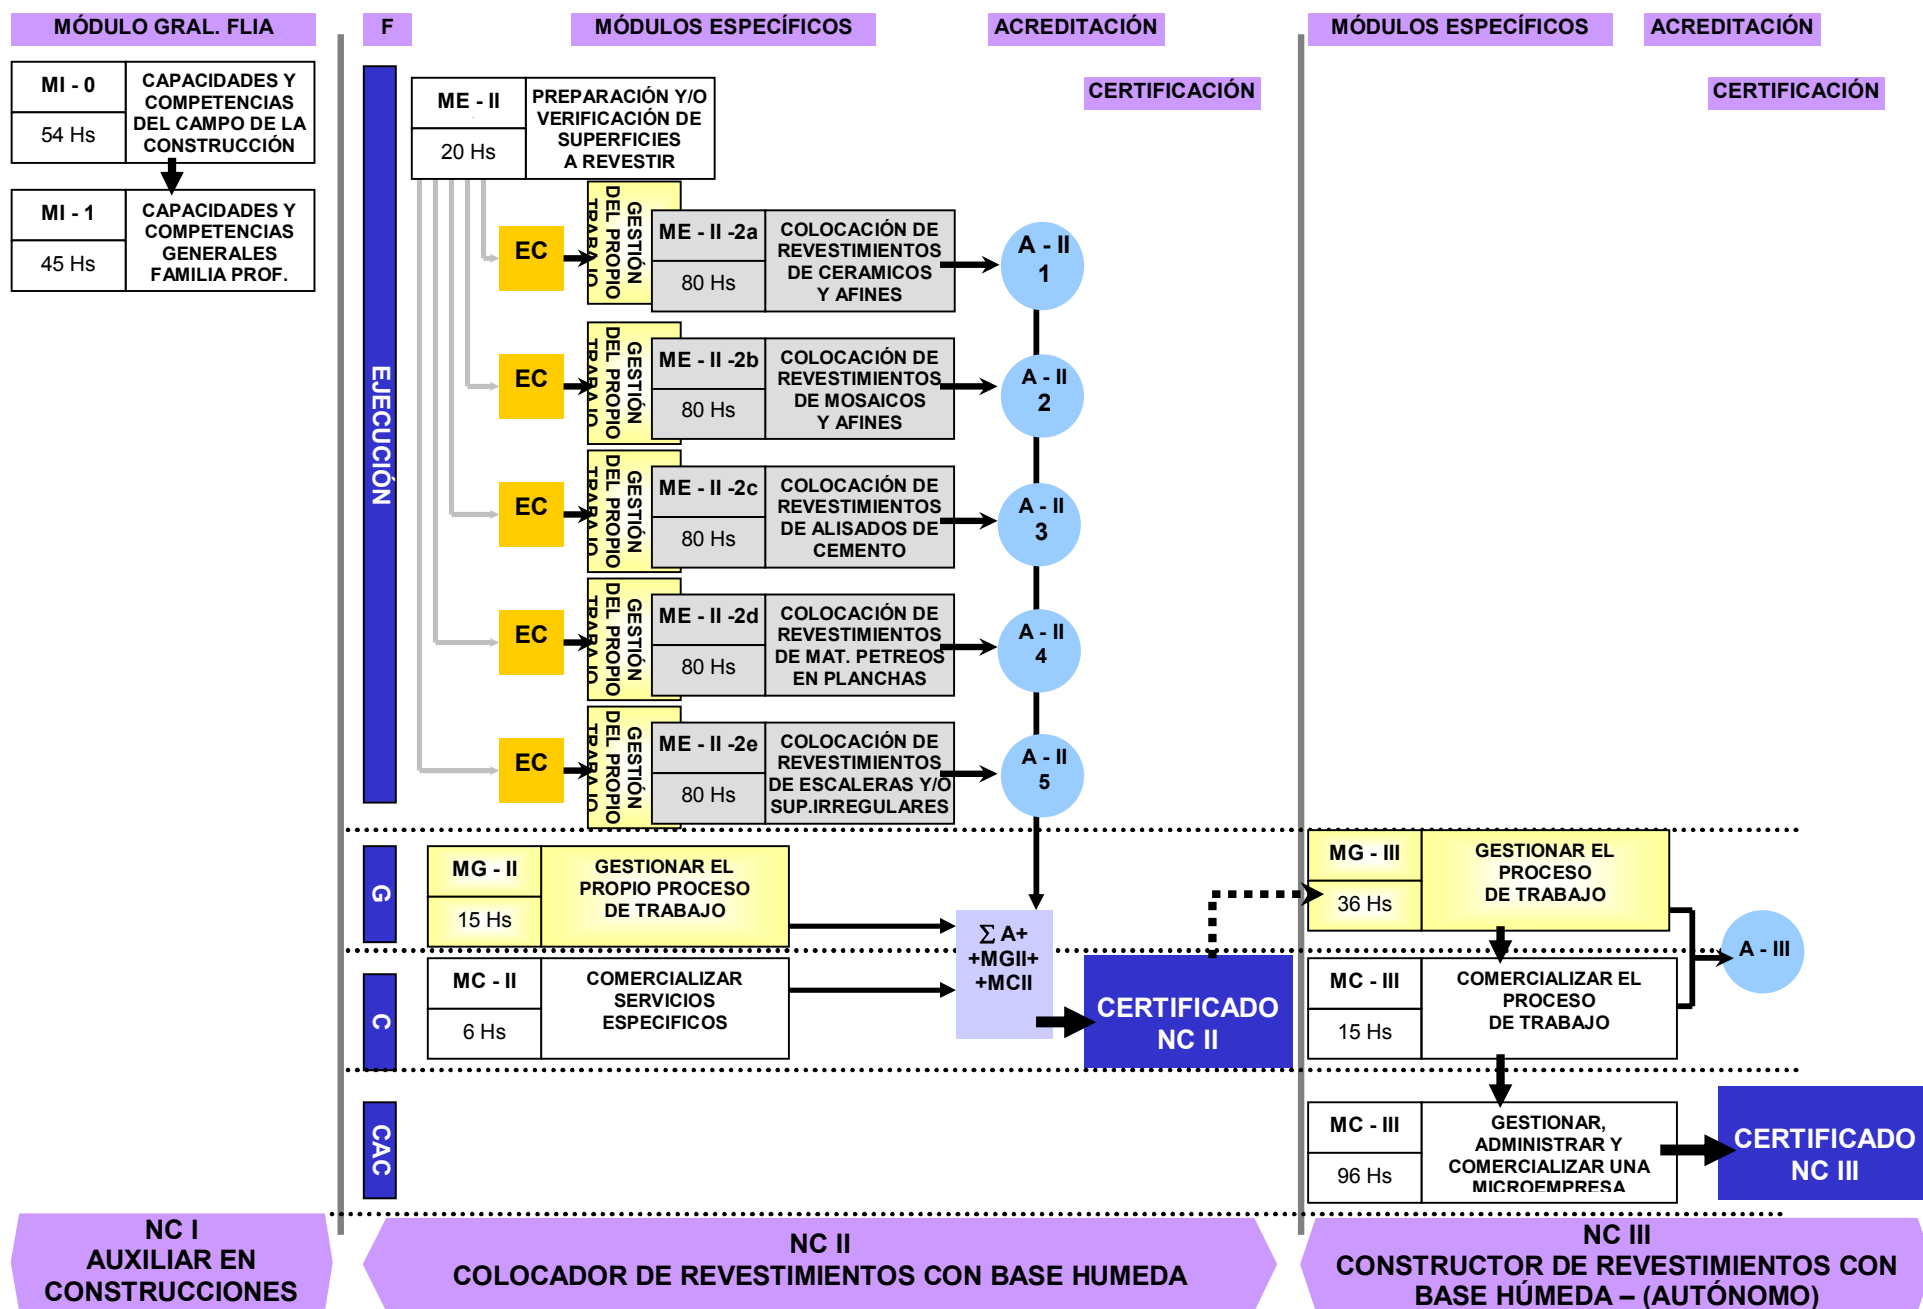 MÓDULO GRAL. FLIA
F
MÓDULOS ESPECÍFICOS
ACREDITACIÓN
MÓDULOS ESPECÍFICOS
ACREDITACIÓN
CERTIFICACIÓN
CERTIFICACIÓN
MI - 0
54 Hs
CAPACIDADES Y
COMPETENCIAS
DEL CAMPO DE LA
CONSTRUCCIÓN
MI - 1
45 Hs
CAPACIDADES Y
COMPETENCIAS
GENERALES
FAMILIA PROF.
EJECUCIÓN
ME - II
20 Hs
PREPARACIÓN Y/O
VERIFICACIÓN DE
SUPERFICIES
A REVESTIR
EC
GESTIÓN
DEL PROPIO
TRABAJO
ME - II -2a
80 Hs
COLOCACIÓN DE
REVESTIMIENTOS
DE CERAMICOS
Y AFINES
A - II
1
EC
GESTIÓN
DEL PROPIO
TRABAJO
ME - II -2b
80 Hs
COLOCACIÓN DE
REVESTIMIENTOS
DE MOSAICOS
Y AFINES
A - II
2
EC
GESTIÓN
DEL PROPIO
TRABAJO
ME - II -2c
80 Hs
COLOCACIÓN DE
REVESTIMIENTOS
DE ALISADOS DE
CEMENTO
A - II
3
EC
GESTIÓN
DEL PROPIO
TRABAJO
ME - II -2d
80 Hs
COLOCACIÓN DE
REVESTIMIENTOS
DE MAT. PETREOS
EN PLANCHAS
A - II
4
EC
GESTIÓN
DEL PROPIO
TRABAJO
ME - II -2e
80 Hs
COLOCACIÓN DE
REVESTIMIENTOS
DE ESCALERAS Y/O
SUP.IRREGULARES
A - II
5
G
MG - II
15 Hs
GESTIONAR EL
PROPIO PROCESO
DE TRABAJO
C
MC - II
6 Hs
COMERCIALIZAR
SERVICIOS
ESPECIFICOS
∑ A+
+MGII+
+MCII
CERTIFICADO
NC II
MG - III
36 Hs
GESTIONAR EL
PROCESO
DE TRABAJO
MC - III
15 Hs
COMERCIALIZAR EL
PROCESO
DE TRABAJO
A - III
CAC
MC - III
96 Hs
GESTIONAR,
ADMINISTRAR Y
COMERCIALIZAR UNA
MICROEMPRESA
CERTIFICADO
NC III
NC I
AUXILIAR EN
CONSTRUCCIONES
NC II
COLOCADOR DE REVESTIMIENTOS CON BASE HUMEDA
NC III
CONSTRUCTOR DE REVESTIMIENTOS CON
BASE HÚMEDA – (AUTÓNOMO)